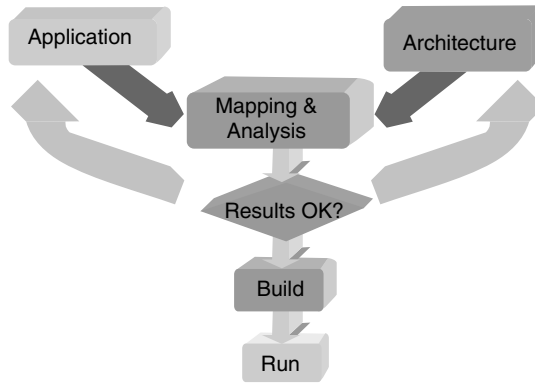 Application
Architecture
Mapping &
Analysis
Results OK?
Build
Run